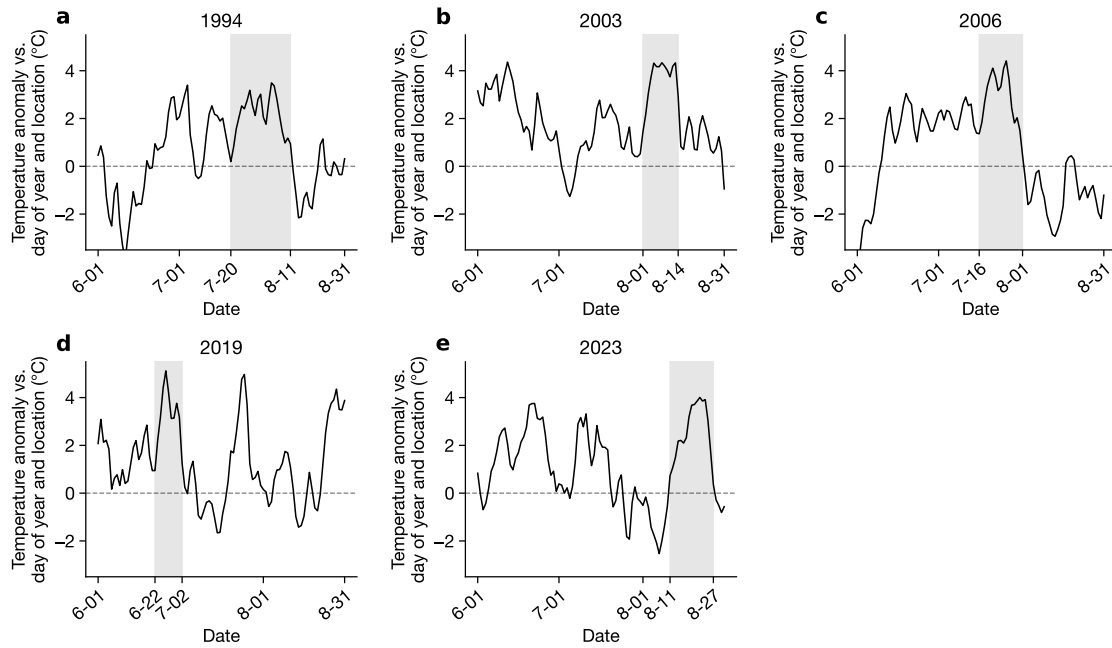 a
1994
Temperature anomaly vs.
day of year and location (°C)
4
2
0
−2
6-01
7-01
7-20
8-11
8-31
Date
b
2003
Temperature anomaly vs.
day of year and location (°C)
4
2
0
−2
6-01
7-01
8-01
8-14
8-31
Date
c
2006
Temperature anomaly vs.
day of year and location (°C)
4
2
0
−2
6-01
7-01
7-16
8-01
8-31
Date
d
2019
Temperature anomaly vs.
day of year and location (°C)
4
2
0
−2
6-01
6-22
7-02
8-01
8-31
Date
e
2023
Temperature anomaly vs.
day of year and location (°C)
4
2
0
−2
6-01
7-01
8-01
8-11
8-27
Date